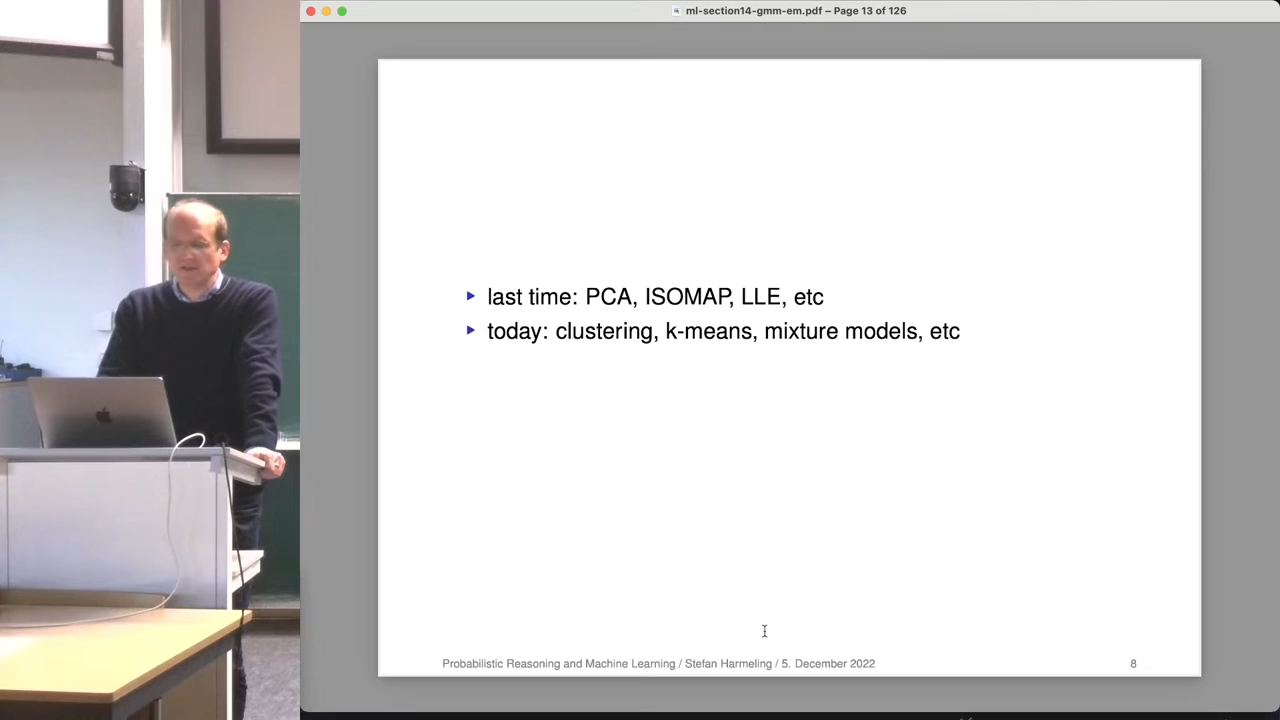 ml-section14-gmm-em.pdf – Page 13 of 126
last time: PCA, ISOMAP, LLE, etc
today: clustering, k-means, mixture models, etc
Probabilistic Reasoning and Machine Learning / Stefan Harmeling / 5. December 2022 8